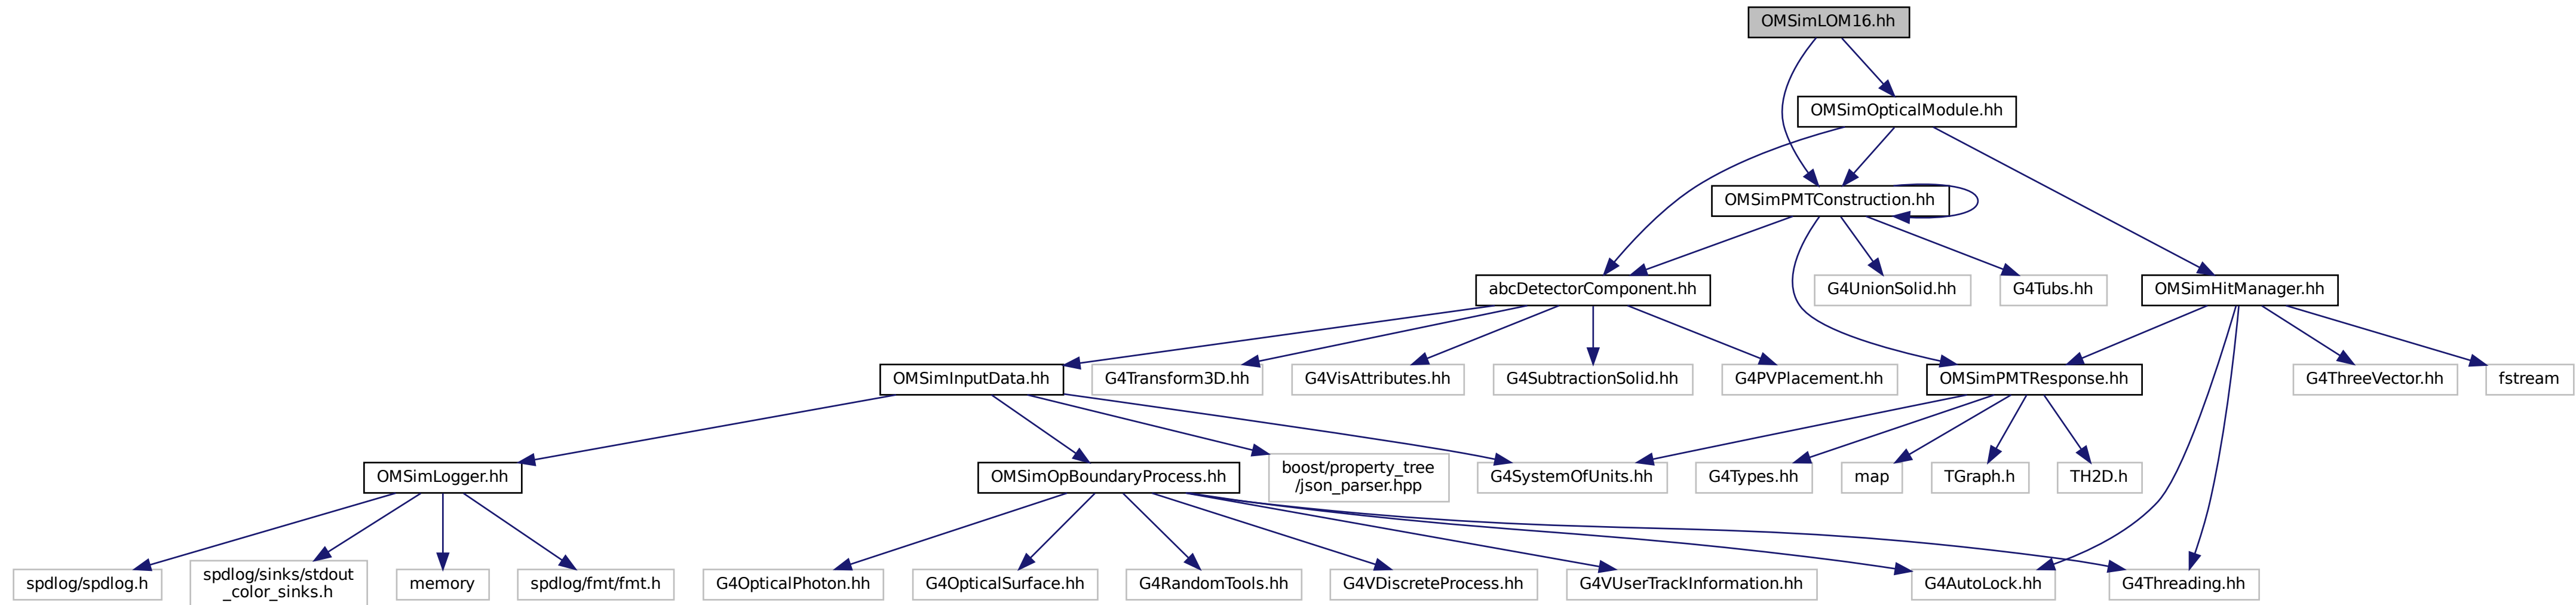 OMSimLOM16.hh
OMSimOpticalModule.hh
OMSimPMTConstruction.hh
abcDetectorComponent.hh
G4UnionSolid.hh
G4Tubs.hh
OMSimHitManager.hh
OMSimInputData.hh
G4Transform3D.hh
G4VisAttributes.hh
G4SubtractionSolid.hh
G4PVPlacement.hh
OMSimPMTResponse.hh
G4ThreeVector.hh
fstream
OMSimLogger.hh
OMSimOpBoundaryProcess.hh
boost/property_tree
/json_parser.hpp
G4SystemOfUnits.hh
G4Types.hh
map
TGraph.h
TH2D.h
spdlog/spdlog.h
spdlog/sinks/stdout
_color_sinks.h
memory
spdlog/fmt/fmt.h
G4OpticalPhoton.hh
G4OpticalSurface.hh
G4RandomTools.hh
G4VDiscreteProcess.hh
G4VUserTrackInformation.hh
G4AutoLock.hh
G4Threading.hh